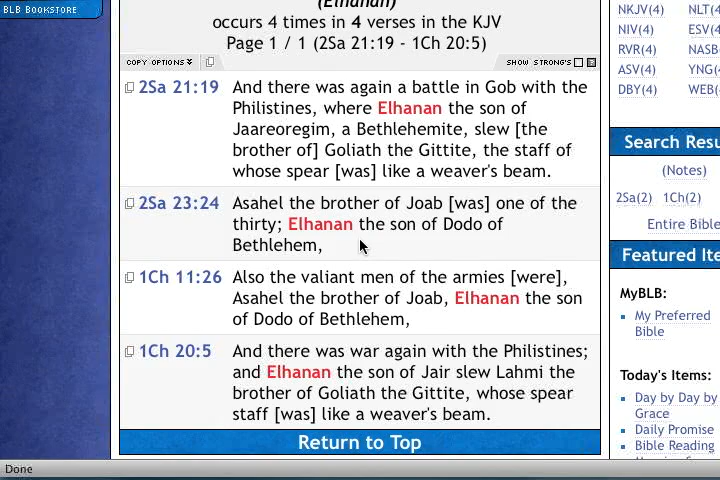 BLB BOOKSTORE
(Elhanan)
occurs 4 times in 4 verses in the KJV
Page 1 / 1 (2Sa 21:19 - 1Ch 20:5)
COPY OPTIONS
SHOW STRONG'S
2Sa 21:19 And there was again a battle in Gob with the
Philistines, where Elhanan the son of
Jaareoregim, a Bethlehemite, slew [the
brother of] Goliath the Gittite, the staff of
whose spear [was] like a weaver's beam.
2Sa 23:24 Asahel the brother of Joab [was] one of the
thirty; Elhanan the son of Dodo of
Bethlehem,
1Ch 11:26 Also the valiant men of the armies [were],
Asahel the brother of Joab, Elhanan the son
of Dodo of Bethlehem,
1Ch 20:5 And there was war again with the Philistines;
and Elhanan the son of Jair slew Lahmi the
brother of Goliath the Gittite, whose spear
staff [was] like a weaver's beam.
Return to Top
NKJV(4) NLT(4
NIV(4) ESV(4
RVR(4) NASB
ASV(4) YNG(4
DBY(4) WEB(4
Search Resu
(Notes)
2Sa(2) 1Ch(2)
Entire Bible
Featured Ite
MyBLB:
My Preferred
Bible
Today's Items:
Day by Day by
Grace
Daily Promise
Bible Reading
Done